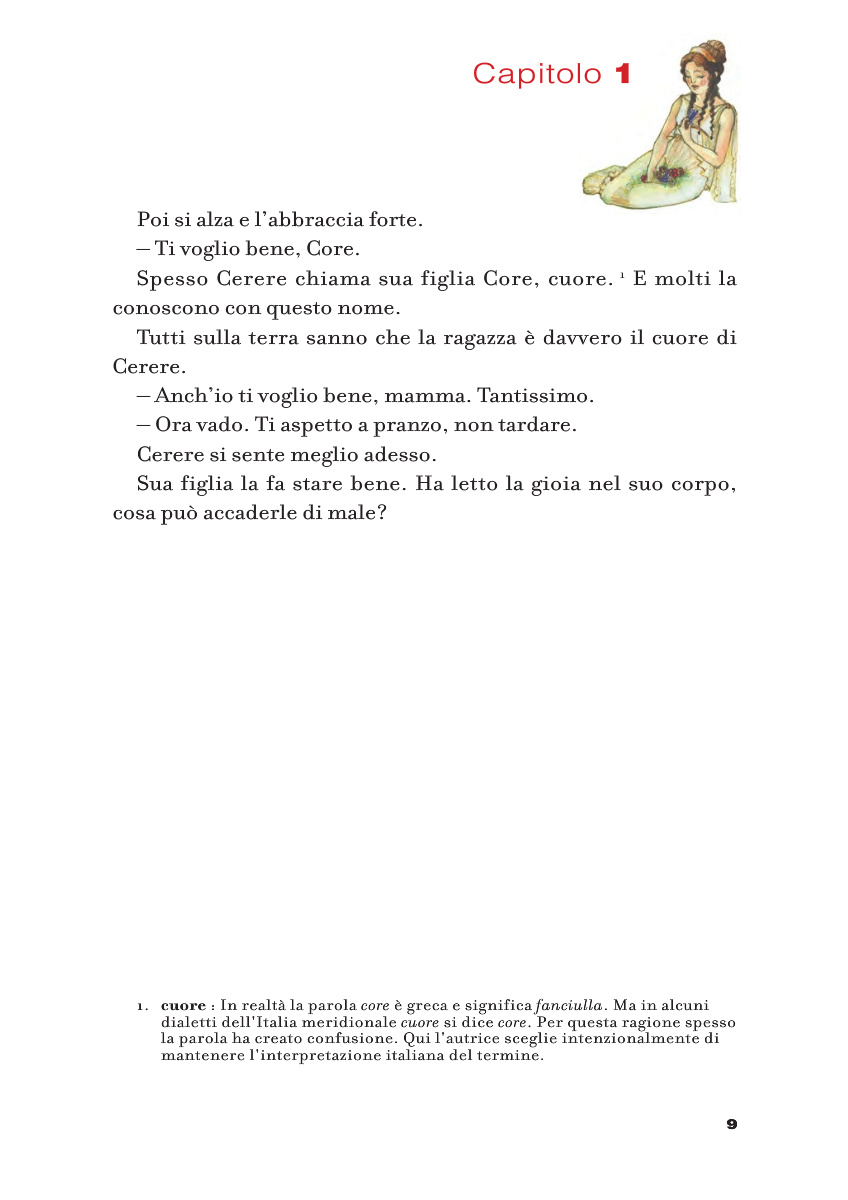 Capitolo 1
Poi si alza e l'abbraccia forte.
– Ti voglio bene, Core.
Spesso Cerere chiama sua figlia Core, cuore. ¹ E molti la
conoscono con questo nome.
Tutti sulla terra sanno che la ragazza è davvero il cuore di
Cerere.
– Anch'io ti voglio bene, mamma. Tantissimo.
– Ora vado. Ti aspetto a pranzo, non tardare.
Cerere si sente meglio adesso.
Sua figlia la fa stare bene. Ha letto la gioia nel suo corpo,
cosa può accaderle di male?
1. cuore : In realtà la parola core è greca e significa fanciulla. Ma in alcuni
dialetti dell'Italia meridionale cuore si dice core. Per questa ragione spesso
la parola ha creato confusione. Qui l'autrice sceglie intenzionalmente di
mantenere l'interpretazione italiana del termine.
9